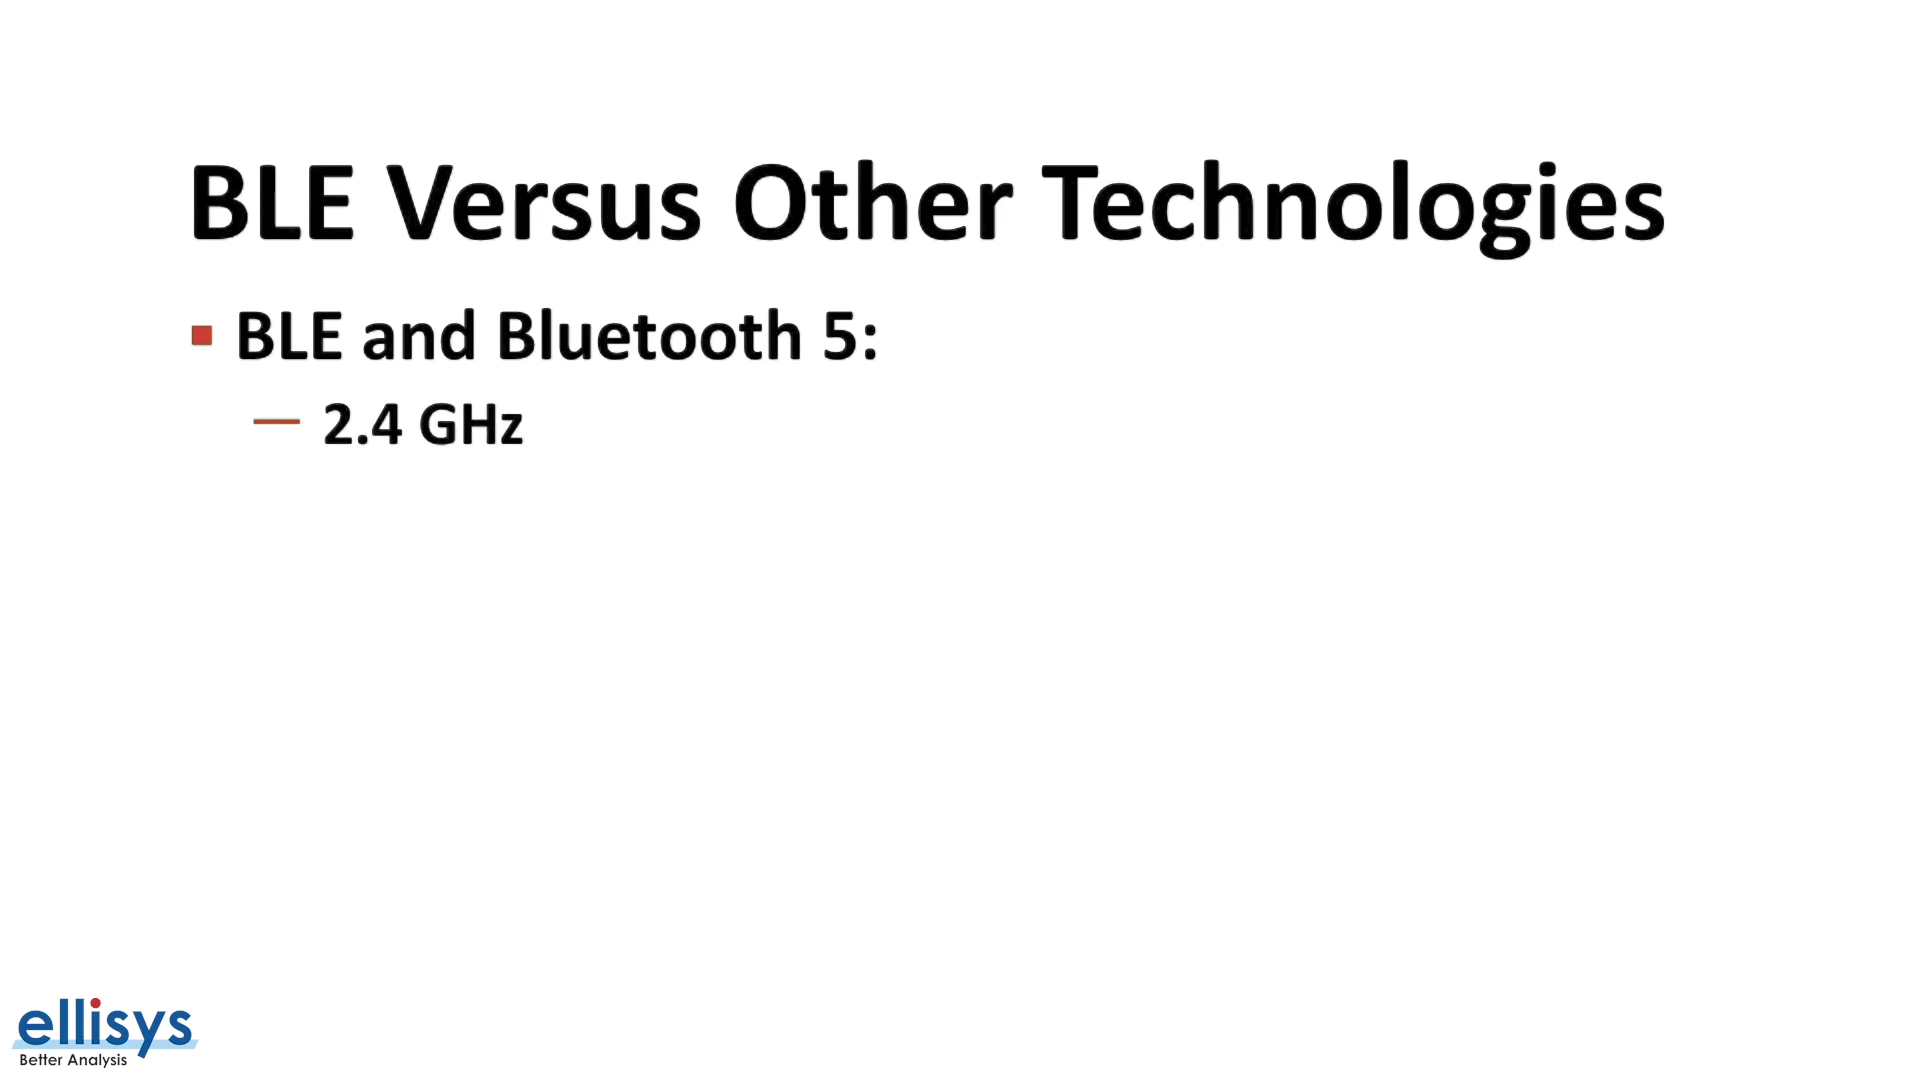 BLE Versus Other Technologies
BLE and Bluetooth 5:
2.4 GHz
ellisys
Better Analysis